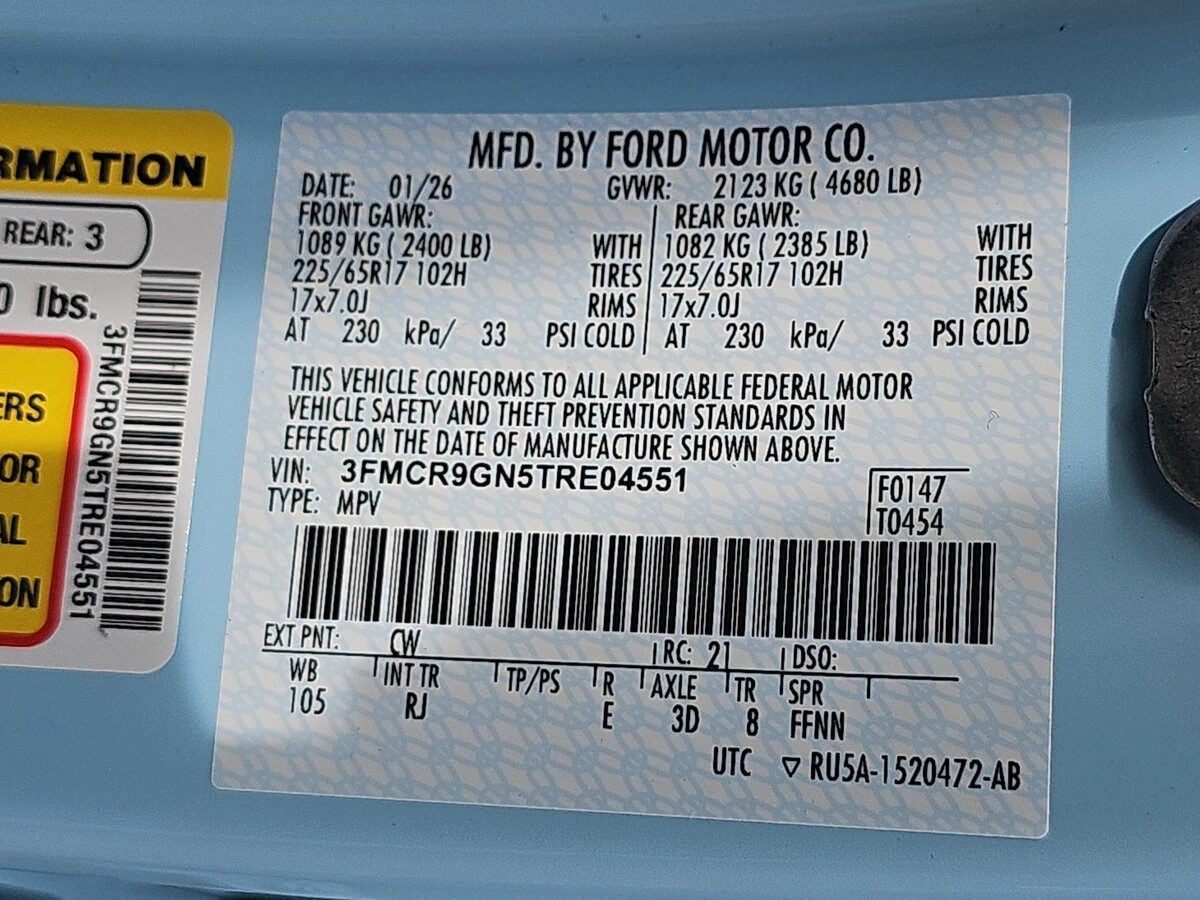 RMATION
REAR: 3
0 lbs.
ERS
OR
AL
ON
3FMCR9GN5TRE04551
MFD. BY FORD MOTOR CO.
DATE: 01/26 GVWR: 2123 KG ( 4680 LB)
FRONT GAWR: REAR GAWR:
1089 KG ( 2400 LB) WITH 1082 KG ( 2385 LB) WITH
225/65R17 102H TIRES 225/65R17 102H TIRES
17x7.0J RIMS 17x7.0J RIMS
AT 230 kPa/ 33 PSI COLD AT 230 kPa/ 33 PSI COLD
THIS VEHICLE CONFORMS TO ALL APPLICABLE FEDERAL MOTOR
VEHICLE SAFETY AND THEFT PREVENTION STANDARDS IN
EFFECT ON THE DATE OF MANUFACTURE SHOWN ABOVE.
VIN: 3FMCR9GN5TRE04551
TYPE: MPV
F0147
T0454
EXT PNT: CW RC: 21 DSO:
WB INT TR TP/PS R AXLE TR SPR
105 RJ E 3D 8 FFNN
UTC ▽ RU5A-1520472-AB